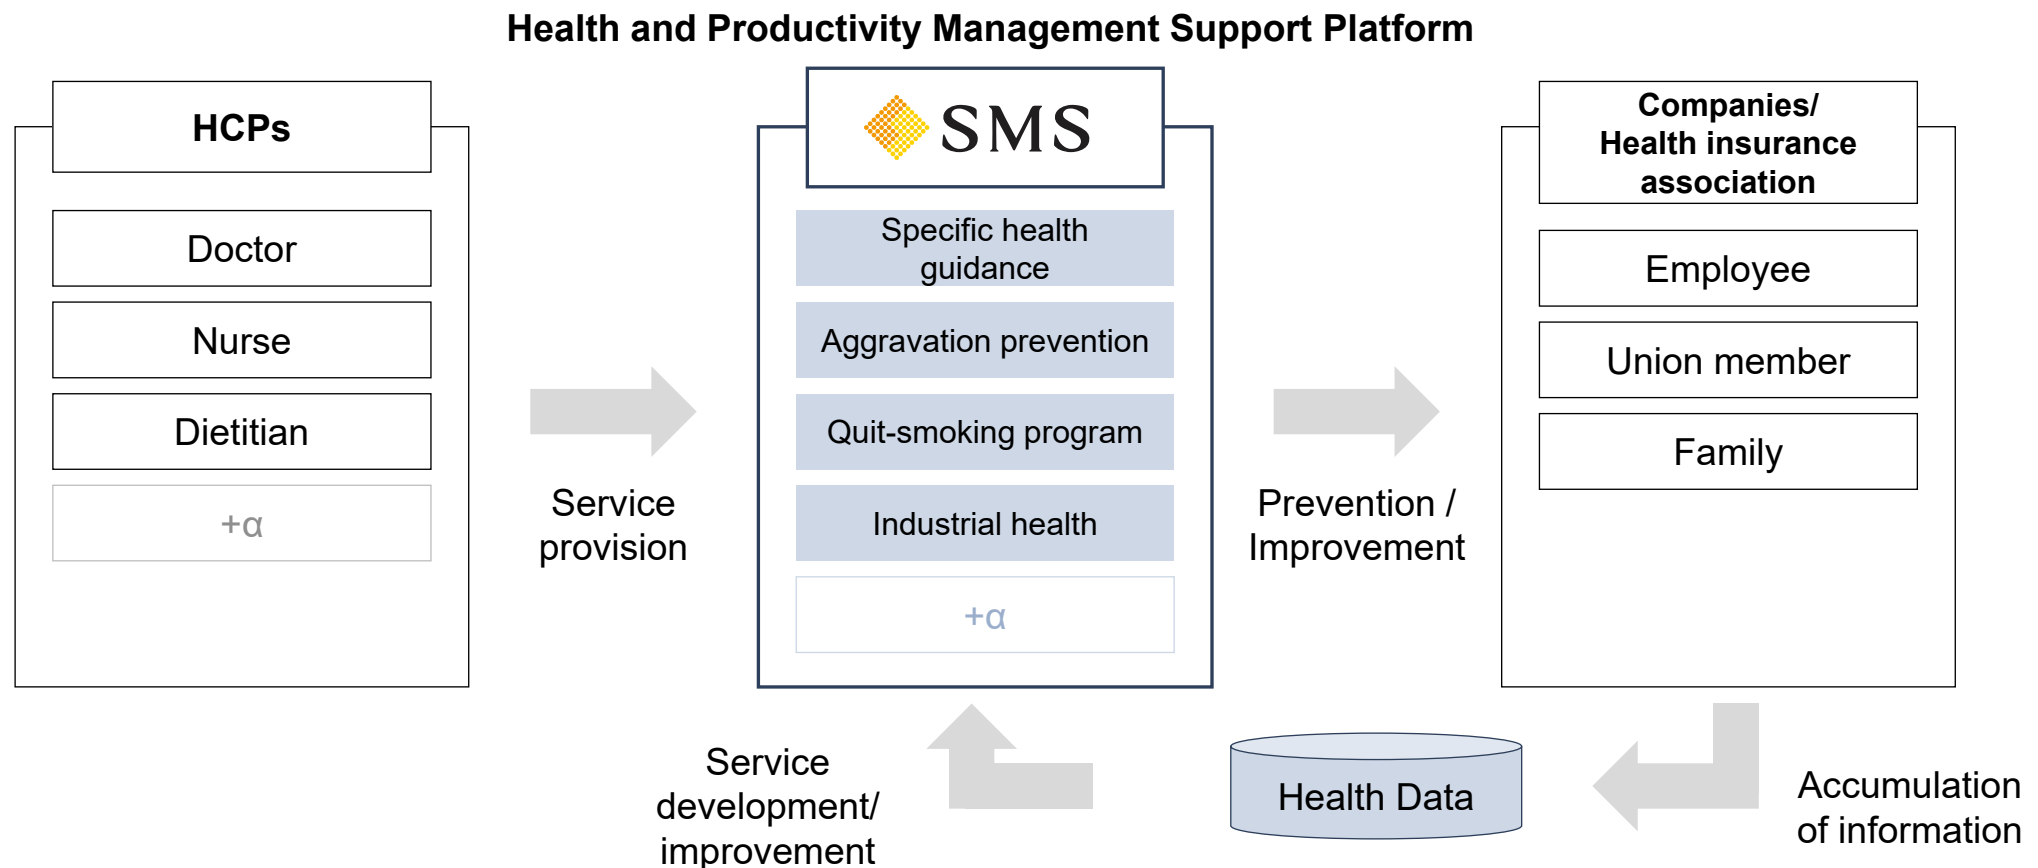 Health and Productivity Management Support Platform
HCPs
Doctor
Nurse
Dietitian
+α
Service
provision
SMS
Specific health
guidance
Aggravation prevention
Quit-smoking program
Industrial health
+α
Prevention /
Improvement
Companies/
Health insurance
association
Employee
Union member
Family
Accumulation
of information
Health Data
Service
development/
improvement